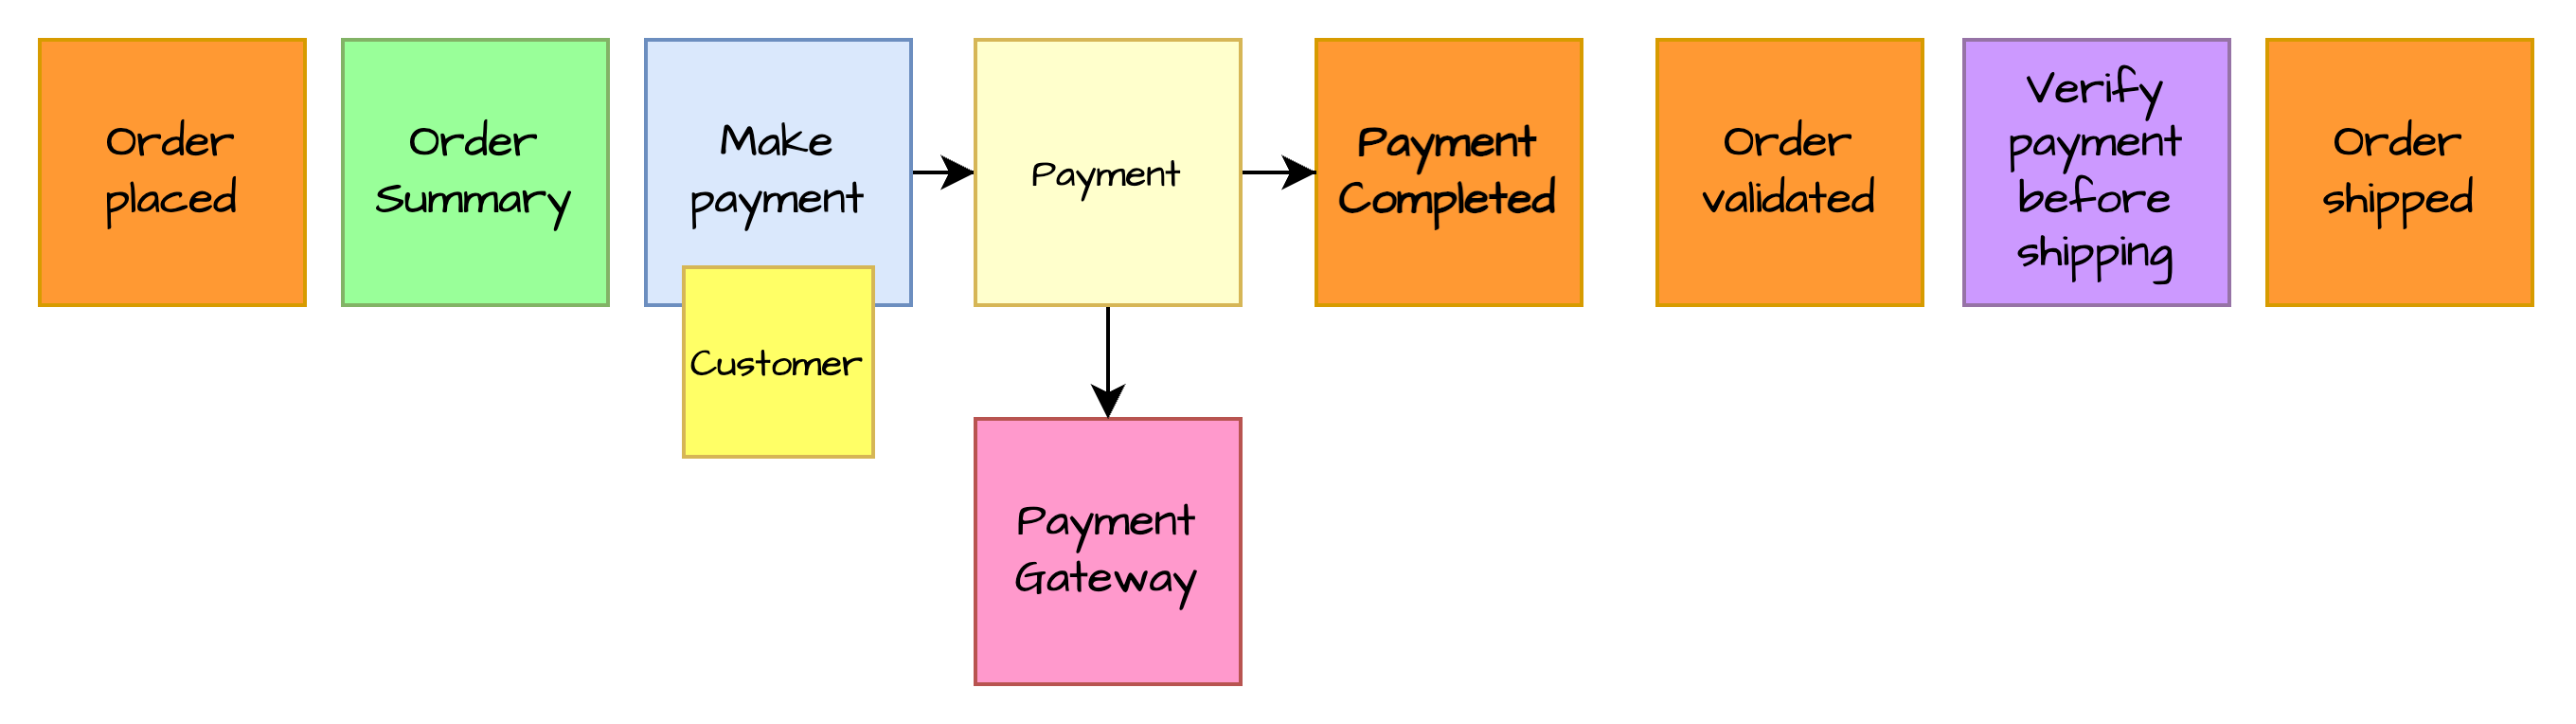 Order
placed
Order
Summary
Make
payment
Customer
Payment
Payment
Gateway
Payment
Completed
Order
validated
Verify
payment
before
shipping
Order
shipped